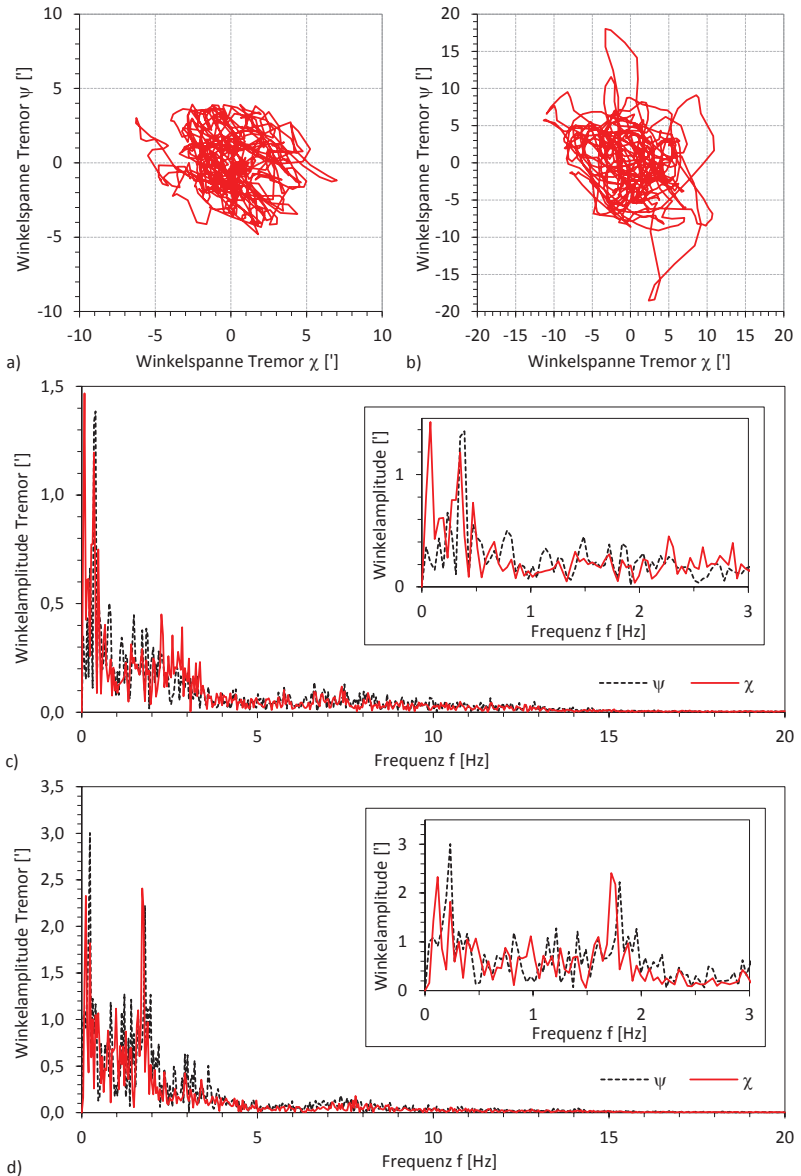 10
5
0
-5
-10
-10 -5 0 5 10
Winkelspanne Tremor ψ [']
Winkelspanne Tremor χ [']
a)
20
15
10
5
0
-5
-10
-15
-20
-20 -15 -10 -5 0 5 10 15 20
Winkelspanne Tremor ψ [']
Winkelspanne Tremor χ [']
b)
1,5
1,0
0,5
0,0
0 5 10 15 20
Winkelamplitude Tremor [']
Frequenz f [Hz]
1
0
0 1 2 3
Winkelamplitude [']
Frequenz f [Hz]
ψ χ
c)
3,5
3,0
2,5
2,0
1,5
1,0
0,5
0,0
0 5 10 15 20
Winkelamplitude Tremor [']
Frequenz f [Hz]
3
2
1
0
0 1 2 3
Winkelamplitude [']
Frequenz f [Hz]
ψ χ
d)